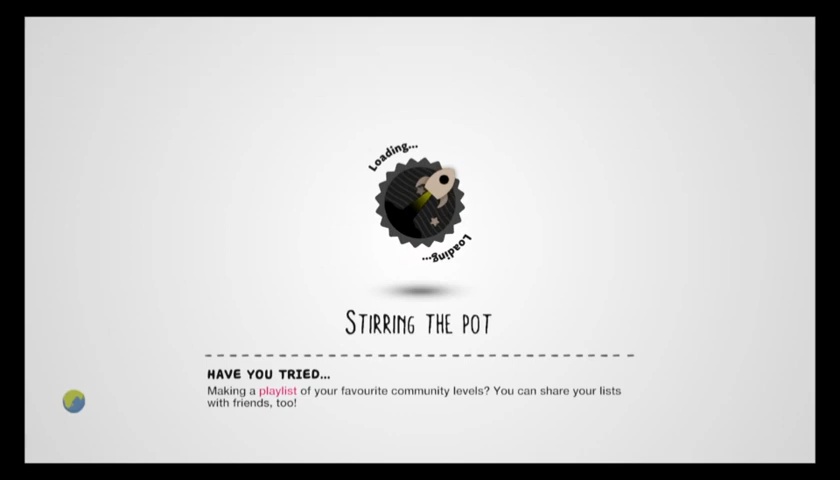 Loading...
Loading...
Stirring the pot
Have you tried...
Making a playlist of your favourite community levels? You can share your lists
with friends, too!